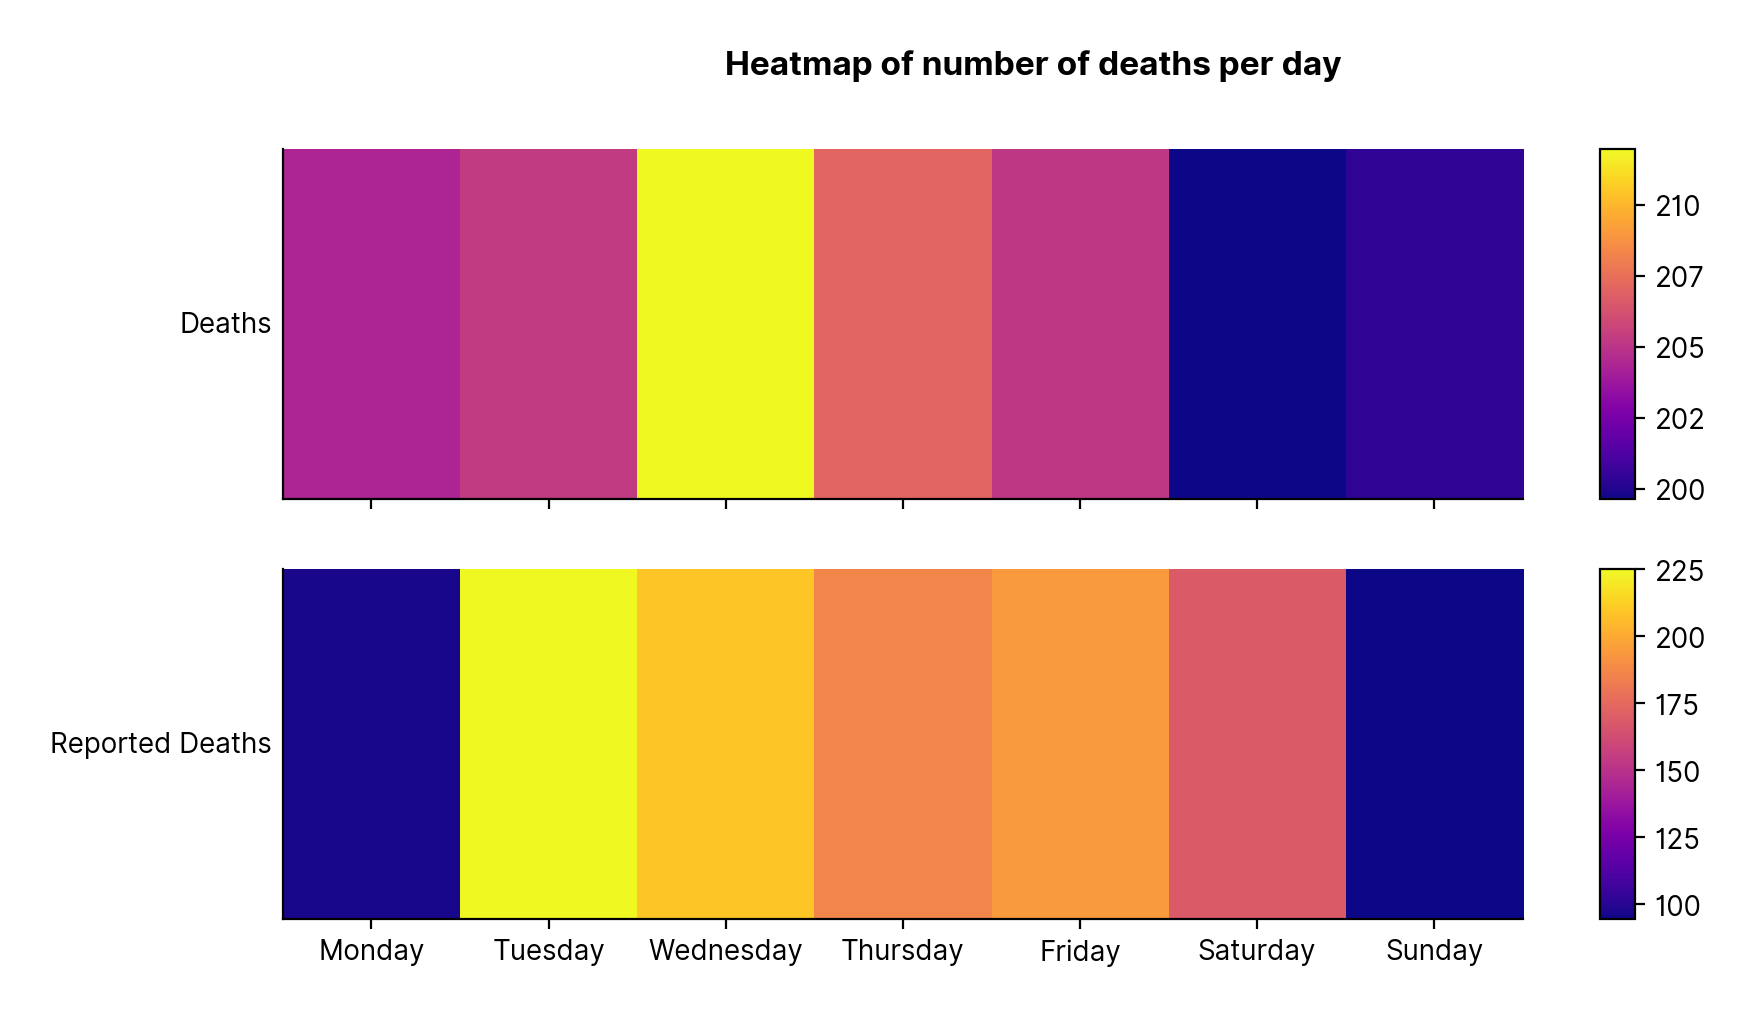 Heatmap of number of deaths per day
Deaths
210
207
205
202
200
Reported Deaths
225
200
175
150
125
100
Monday Tuesday Wednesday Thursday Friday Saturday Sunday